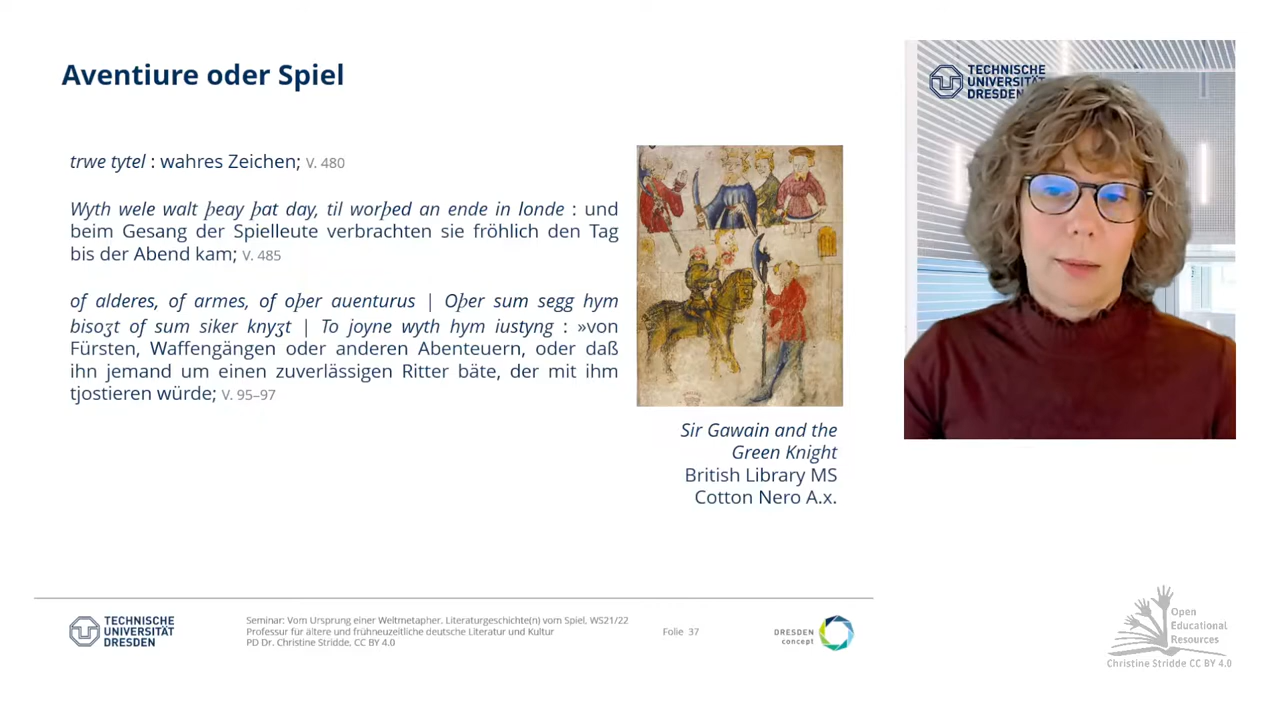 Aventiure oder Spiel
trwe tytel : wahres Zeichen; V. 480
Wyth wele walt þeay þat day, til worþed an ende in londe : und
beim Gesang der Spielleute verbrachten sie fröhlich den Tag
bis der Abend kam; V. 485
of alderes, of armes, of oþer auenturus | Oþer sum segg hym
bisoȝt of sum siker knyȝt | To joyne wyth hym iustyng : »von
Fürsten, Waffengängen oder anderen Abenteuern, oder daß
ihn jemand um einen zuverlässigen Ritter bäte, der mit ihm
tjostieren würde; V. 95–97
Sir Gawain and the
Green Knight
British Library MS
Cotton Nero A.x.
TECHNISCHE
UNIVERSITÄT
DRESDEN
TECHNISCHE
UNIVERSITÄT
DRESDEN
Seminar: Vom Ursprung einer Weltmetapher. Literaturgeschichte(n) vom Spiel, WS21/22
Professur für ältere und frühneuzeitliche deutsche Literatur und Kultur
PD Dr. Christine Stridde, CC BY 4.0
Folie 37
DRESDEN
concept
Open
Educational
Resources
Christine Stridde CC BY 4.0